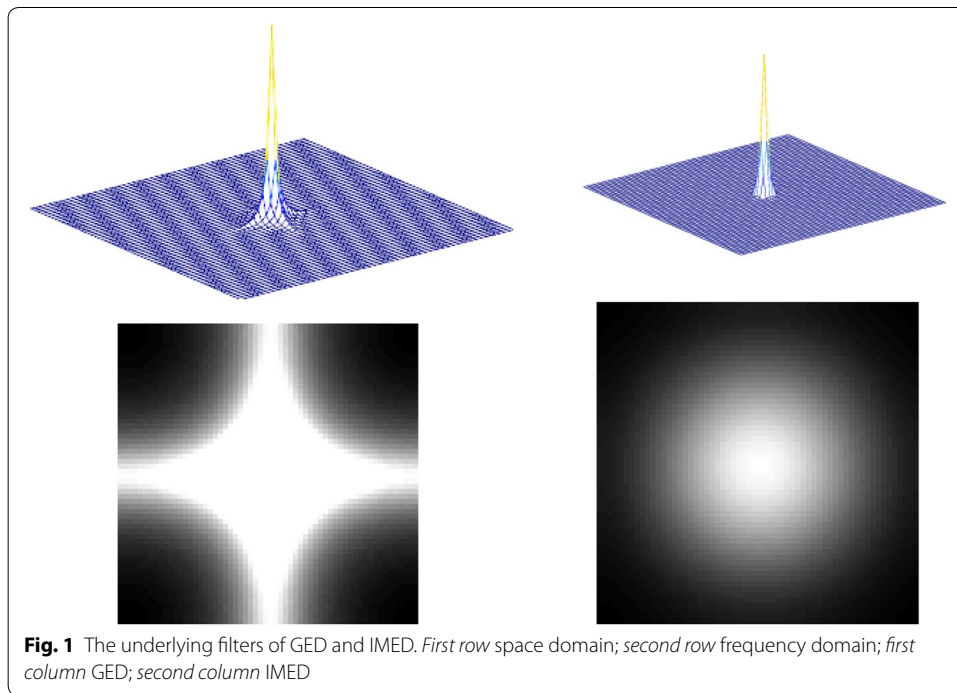 Fig. 1 The underlying filters of GED and IMED. First row space domain; second row frequency domain; first
column GED; second column IMED